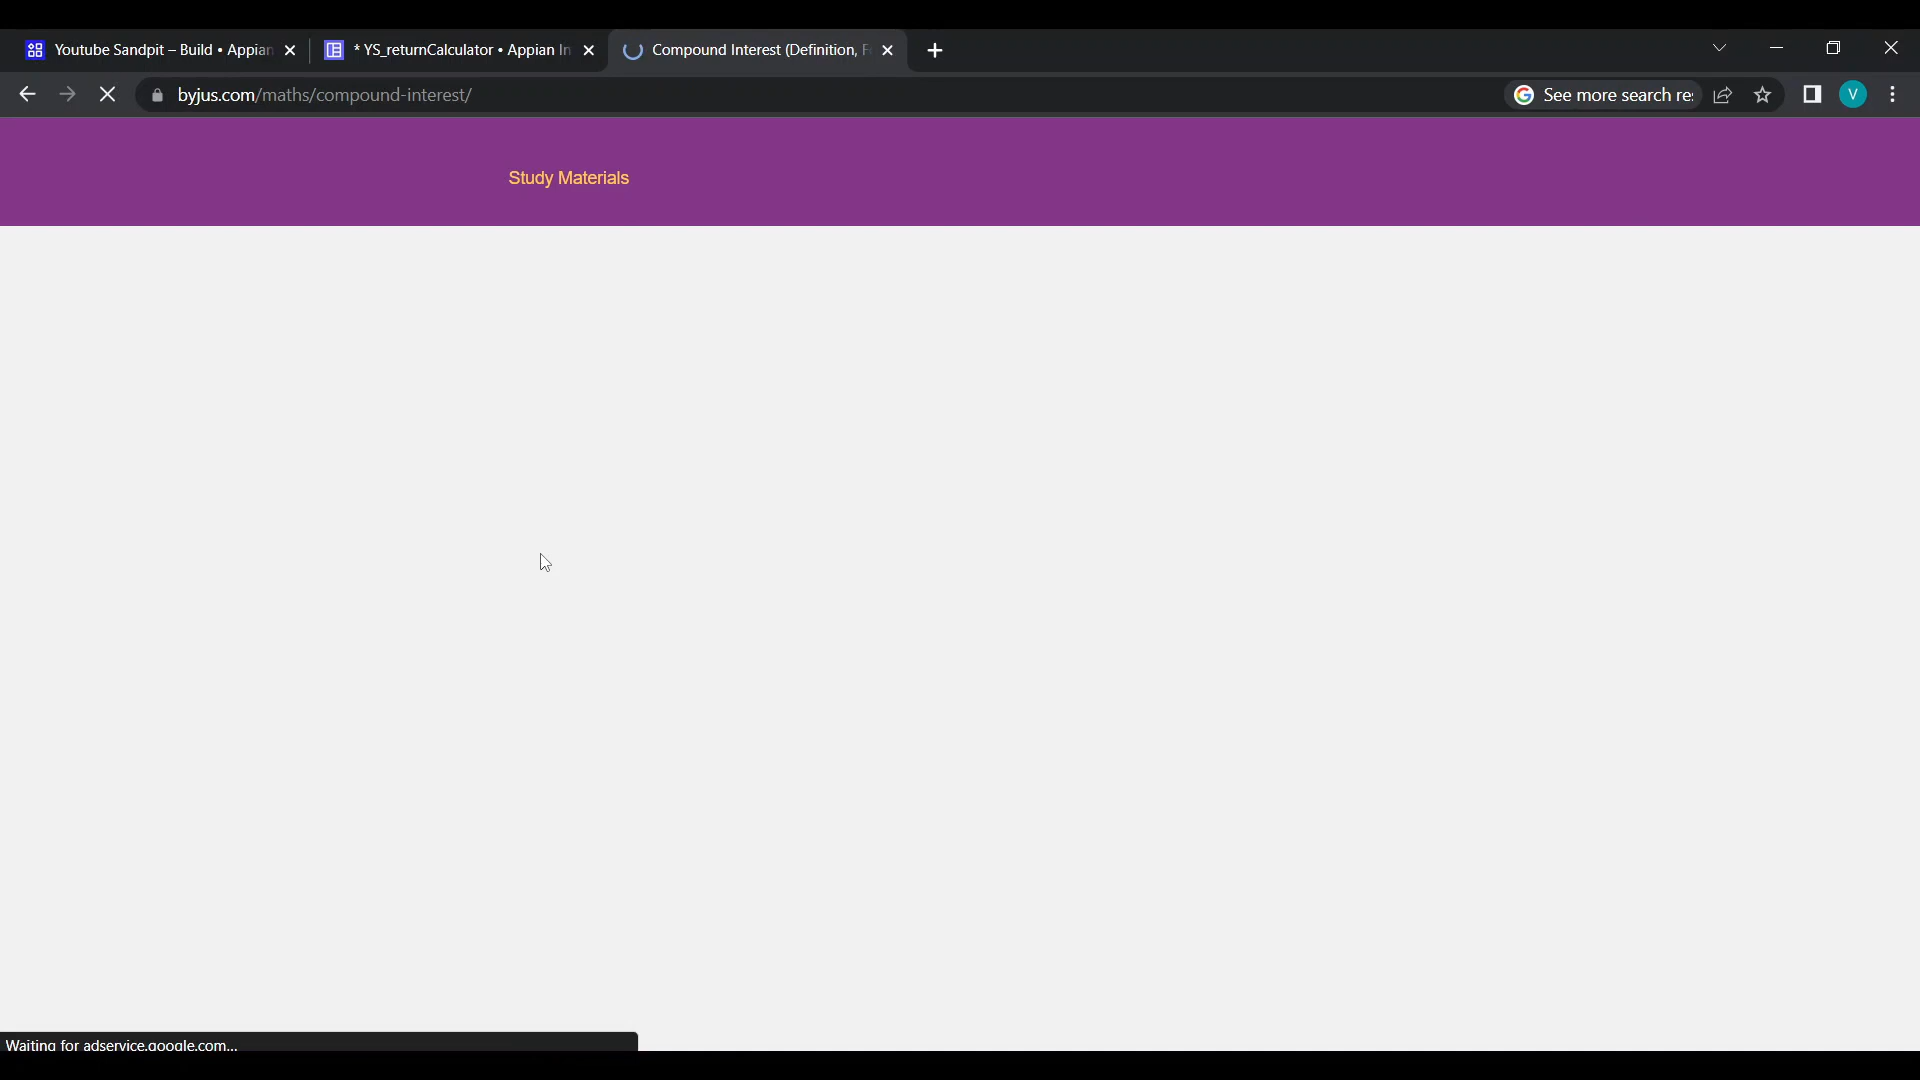 Youtube Sandpit – Build • Appian
* YS_returnCalculator • Appian In
Compound Interest (Definition, F
byjus.com/maths/compound-interest/
See more search re
V
Study Materials
Waiting for adservice.google.com...